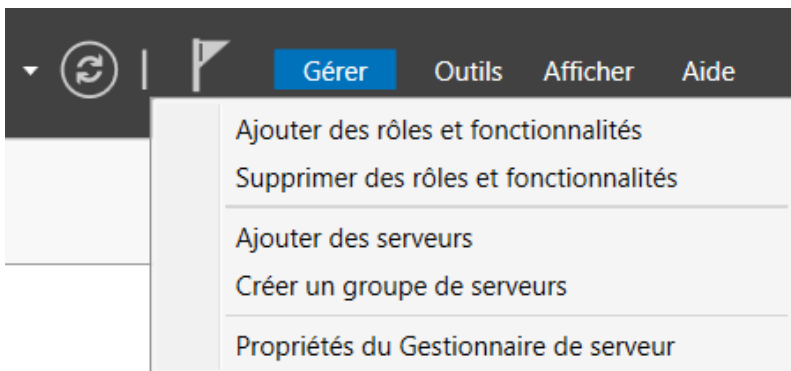 Gérer Outils Afficher Aide
Ajouter des rôles et fonctionnalités
Supprimer des rôles et fonctionnalités
Ajouter des serveurs
Créer un groupe de serveurs
Propriétés du Gestionnaire de serveur